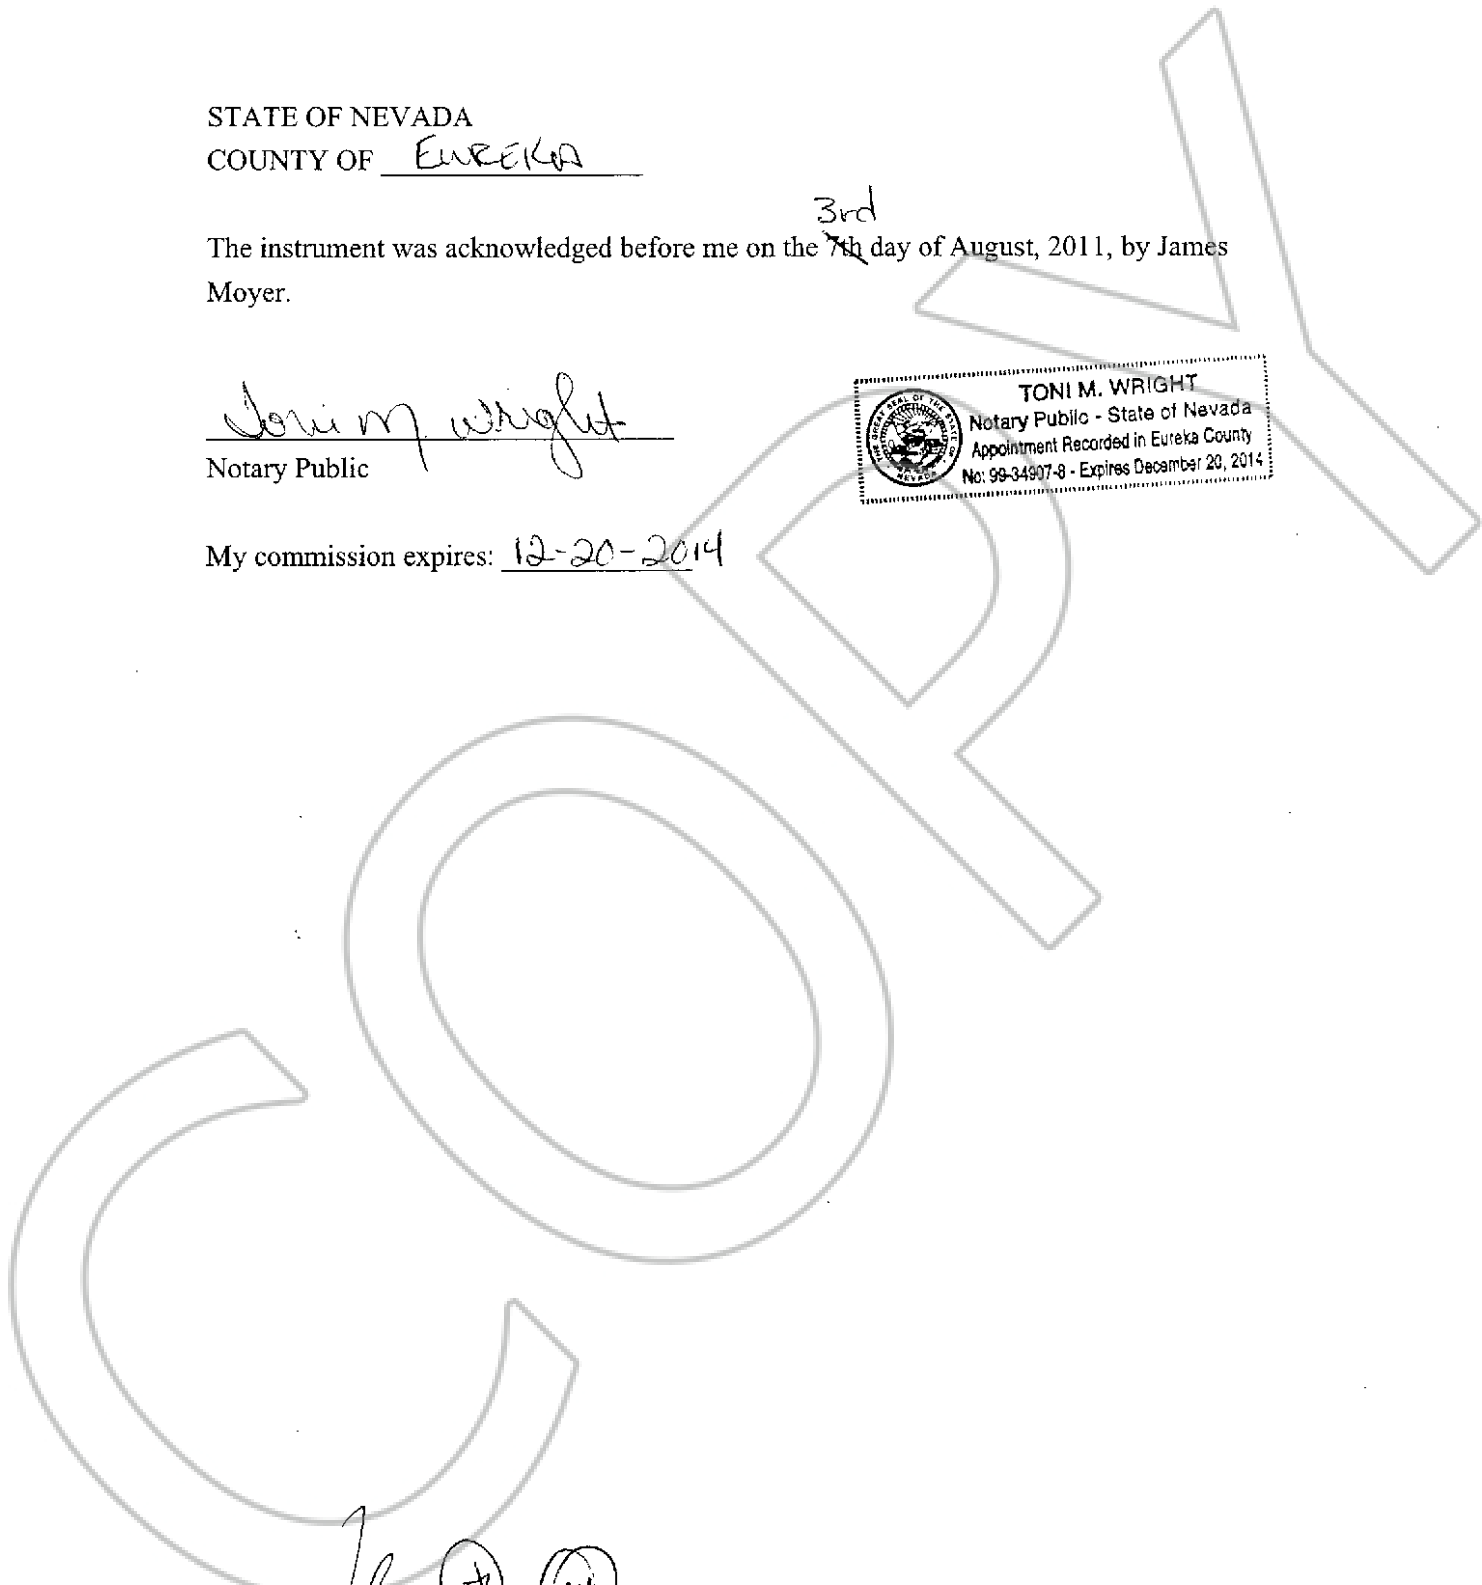 STATE OF NEVADA
COUNTY OF EUREKA
3rd
The instrument was acknowledged before me on the 7th day of August, 2011, by James
Moyer.
Toni M Wright
Notary Public
TONI M. WRIGHT
Notary Public - State of Nevada
Appointment Recorded in Eureka County
No: 99-34907-8 - Expires December 20, 2014
My commission expires: 12-20-2014
COPY